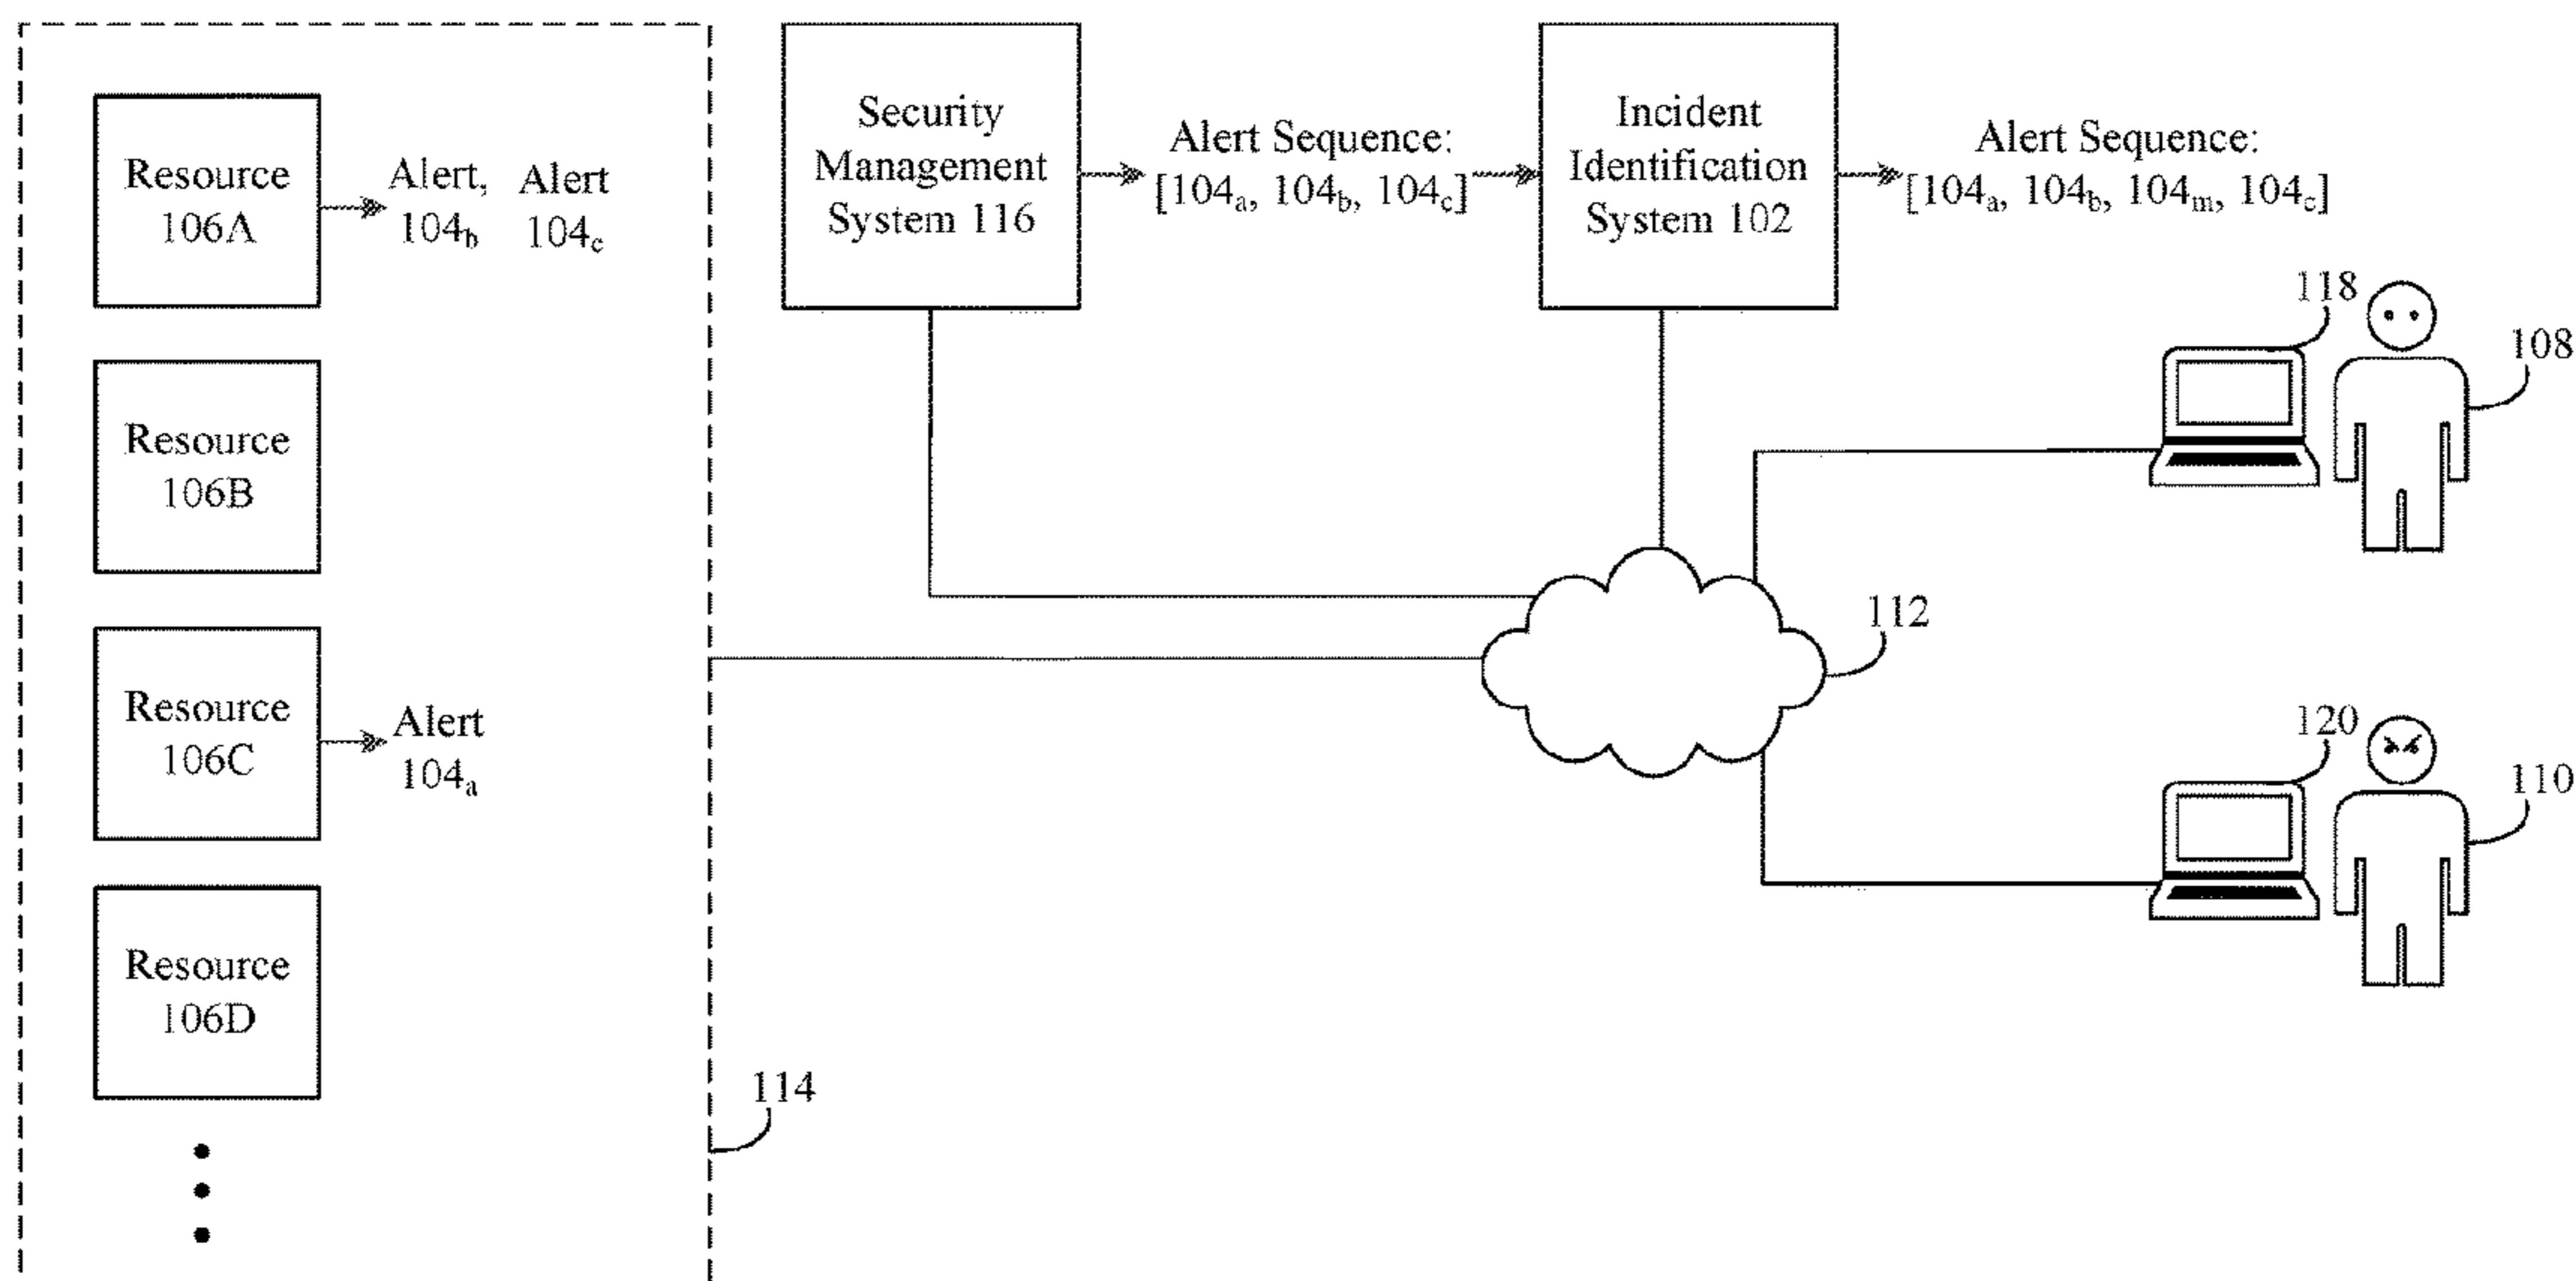 Resource
106A
Alert,
104b
Alert
104c
Resource
106B
Resource
106C
Alert
104a
Resource
106D
114
Security
Management
System 116
Alert Sequence:
[104a, 104b, 104c]
Incident
Identification
System 102
Alert Sequence:
[104a, 104b, 104m, 104c]
118
108
112
120
110